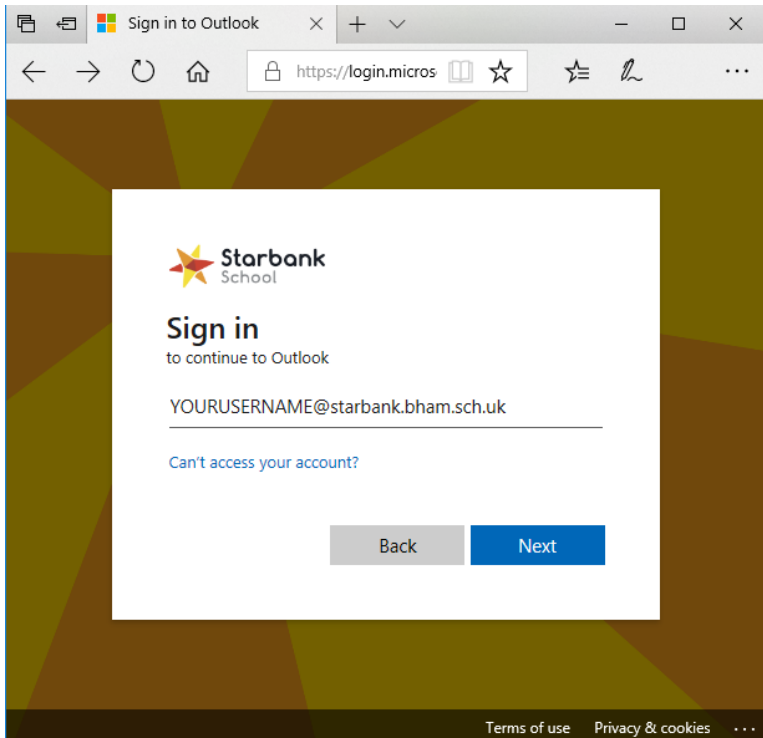 Sign in to Outlook
https://login.micros
Starbank
School
Sign in
to continue to Outlook
YOURUSERNAME@starbank.bham.sch.uk
Can't access your account?
Back Next
Terms of use Privacy & cookies ...